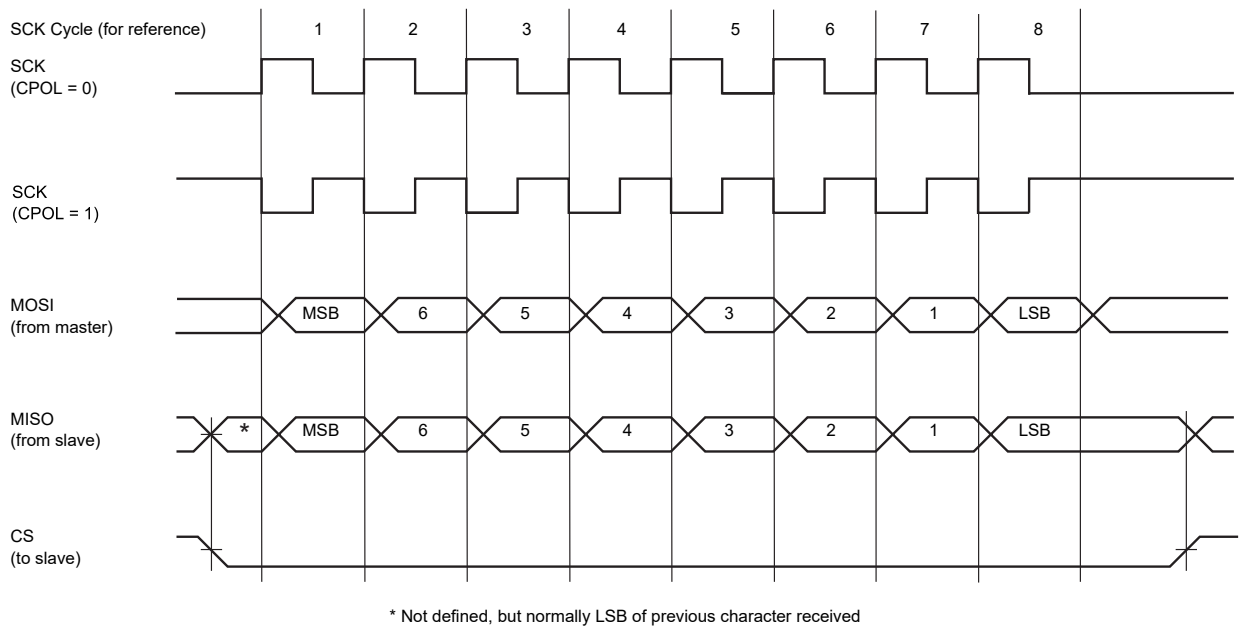 SCK Cycle (for reference) 1 2 3 4 5 6 7 8
SCK
(CPOL = 0)
SCK
(CPOL = 1)
MOSI
(from master)
MSB 6 5 4 3 2 1 LSB
MISO
(from slave)
* MSB 6 5 4 3 2 1 LSB
CS
(to slave)
* Not defined, but normally LSB of previous character received